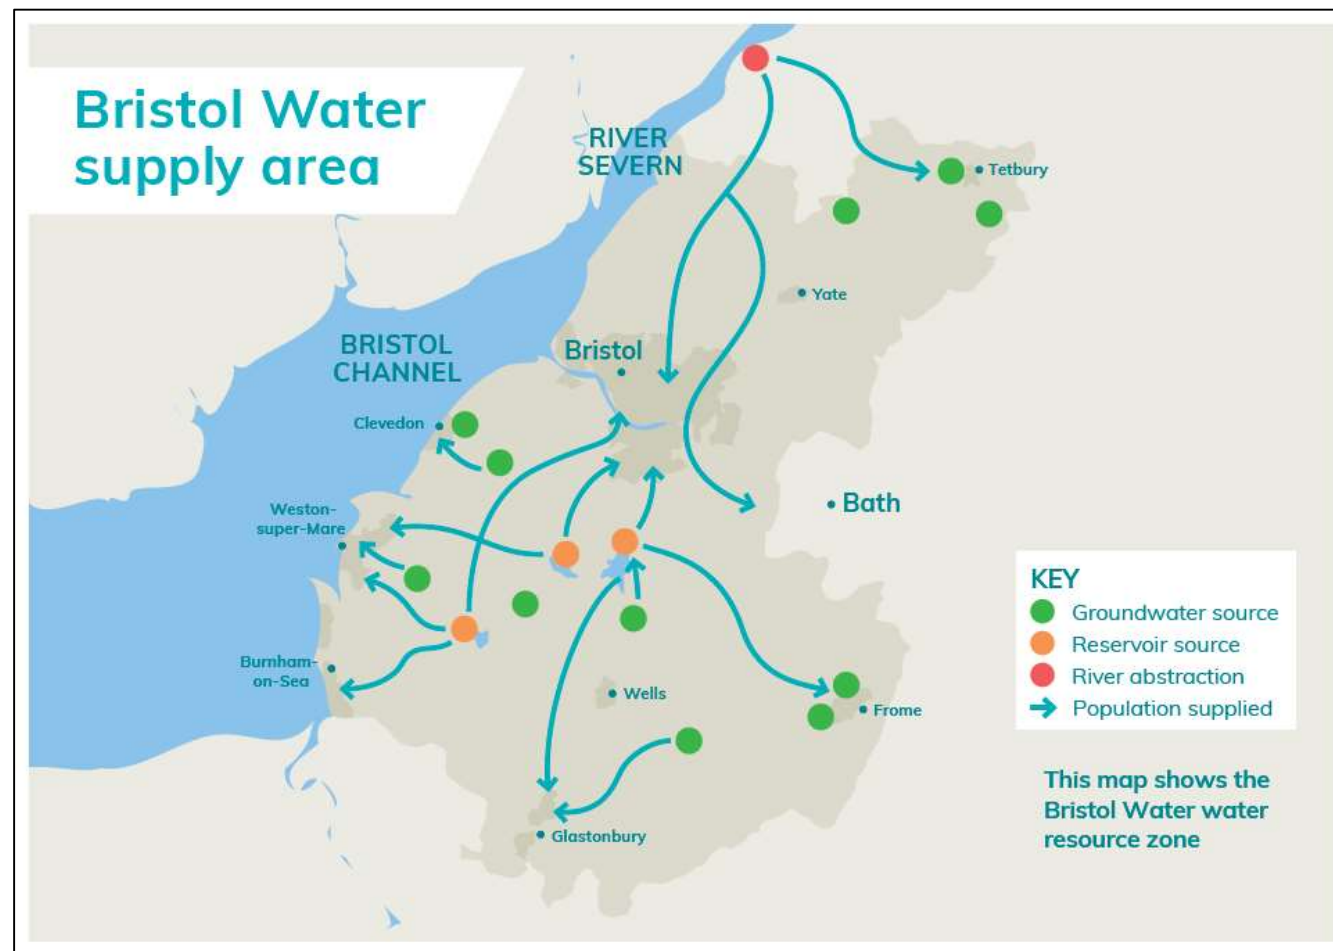 Bristol Water
supply area
RIVER
SEVERN
Tetbury
Yate
BRISTOL
CHANNEL
Bristol
Clevedon
Weston-
super-Mare
Bath
Burnham-
on-Sea
Wells
Frome
Glastonbury
KEY
Groundwater source
Reservoir source
River abstraction
Population supplied
This map shows the
Bristol Water water
resource zone